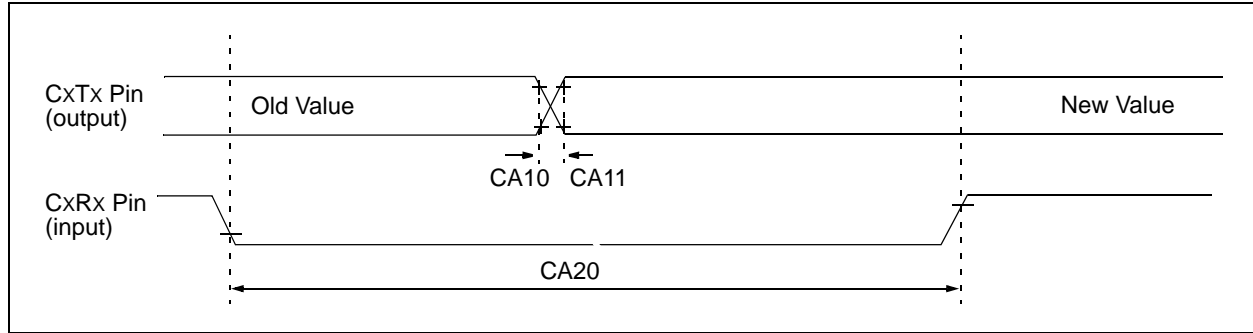 CxTx Pin
(output)
Old Value
New Value
CA10 CA11
CxRx Pin
(input)
CA20